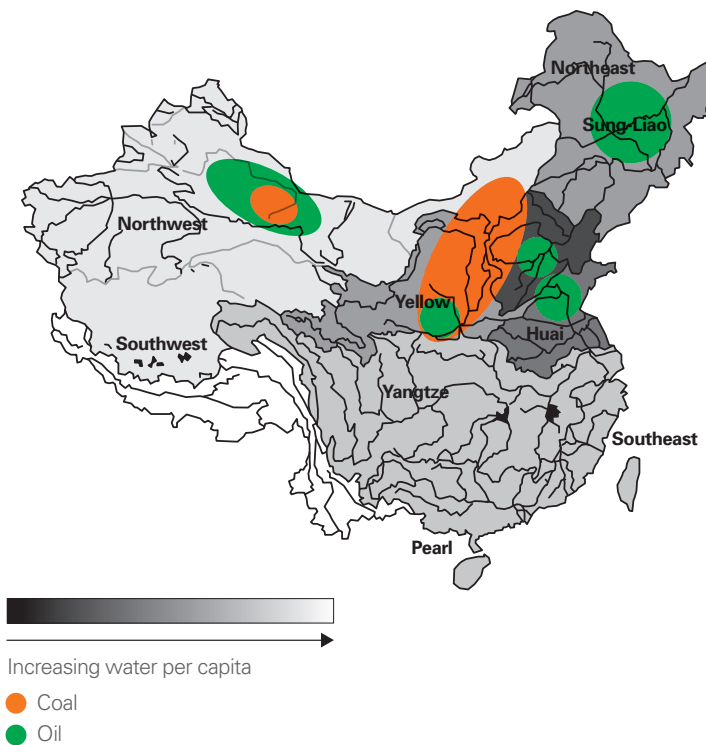 Northeast
Sung-Liao
Northwest
Yellow
Huai
Southwest
Yangtze
Southeast
Pearl
Increasing water per capita
Coal
Oil